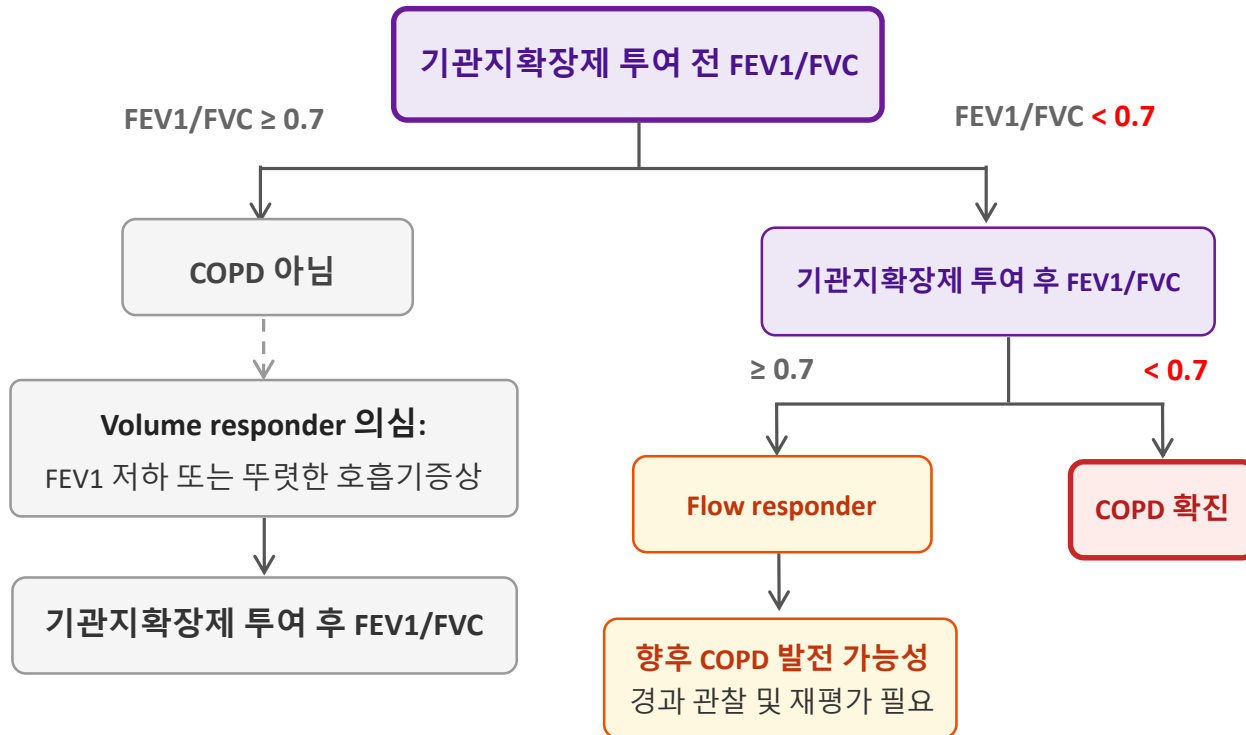 기관지확장제 투여 전 FEV1/FVC
FEV1/FVC ≥ 0.7
FEV1/FVC < 0.7
COPD 아님
기관지확장제 투여 후 FEV1/FVC
≥ 0.7
< 0.7
Volume responder 의심:
FEV1 저하 또는 뚜렷한 호흡기증상
Flow responder
COPD 확진
기관지확장제 투여 후 FEV1/FVC
향후 COPD 발전 가능성
경과 관찰 및 재평가 필요